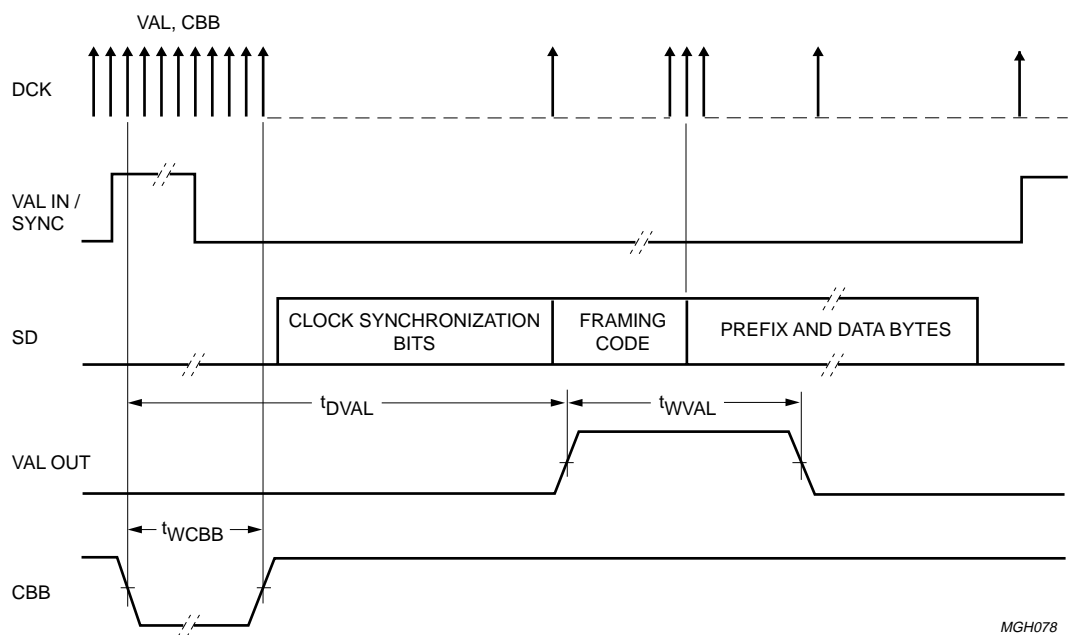 VAL, CBB
DCK
VAL IN /
SYNC
SD
CLOCK SYNCHRONIZATION
BITS
FRAMING
CODE
PREFIX AND DATA BYTES
tDVAL
tWVAL
VAL OUT
tWCBB
CBB
MGH078